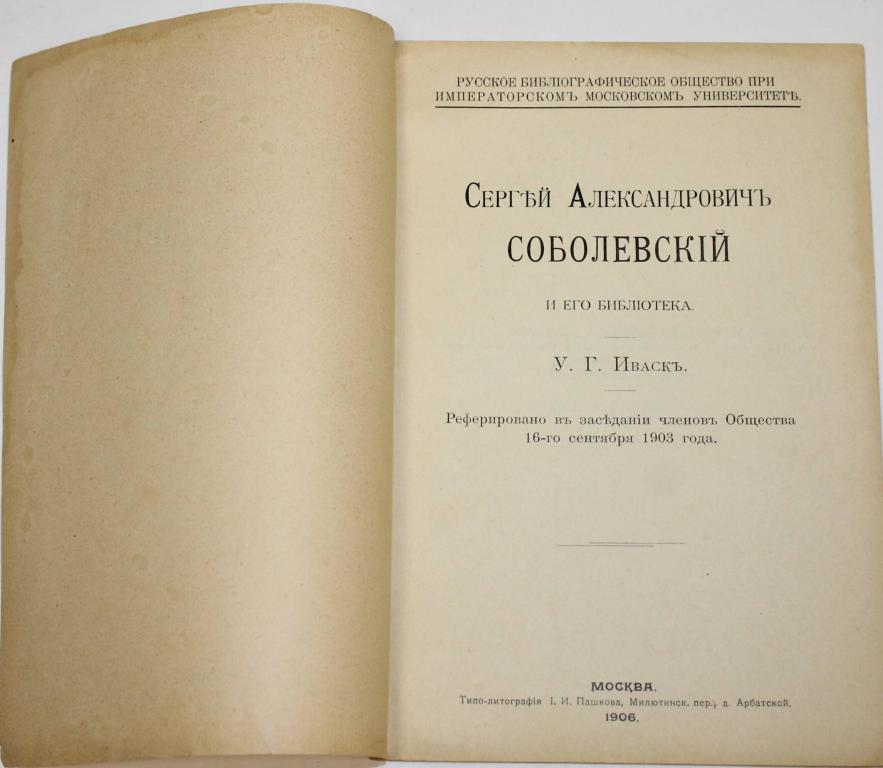 РУССКОЕ БИБЛІОГРАФИЧЕСКОЕ ОБЩЕСТВО ПРИ
ИМПЕРАТОРСКОМЪ МОСКОВСКОМЪ УНИВЕРСИТЕТѢ.
Сергѣй Александровичъ
СОБОЛЕВСКІЙ
И ЕГО БИБЛІОТЕКА.
У. Г. Иваскъ.
Реферировано въ засѣданіи членовъ Общества
16-го сентября 1903 года.
МОСКВА.
Типо-литографія I. И. Пашкова, Милютинск. пер., д. Арбатской.
1906.